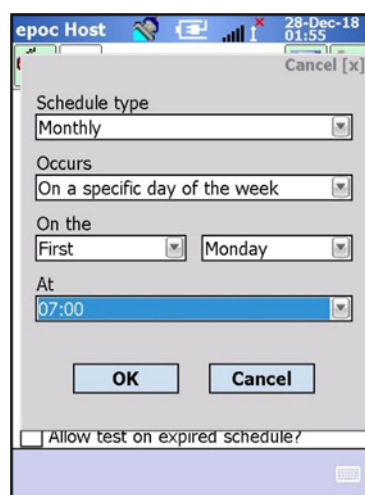 epoc Host
28-Dec-18
01:55
Cancel [x]
Schedule type
Monthly
Occurs
On a specific day of the week
On the
First Monday
At
07:00
OK Cancel
Allow test on expired schedule?